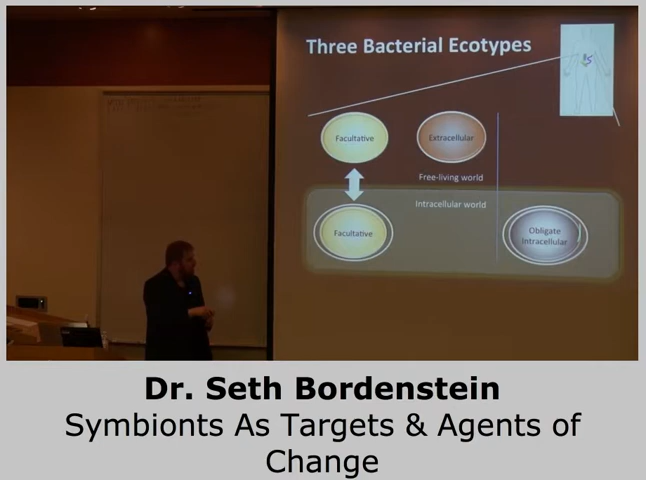 Three Bacterial Ecotypes
Facultative
Extracellular
Free-living world
Intracellular world
Facultative
Obligate
Intracellular
Dr. Seth Bordenstein
Symbionts As Targets & Agents of
Change